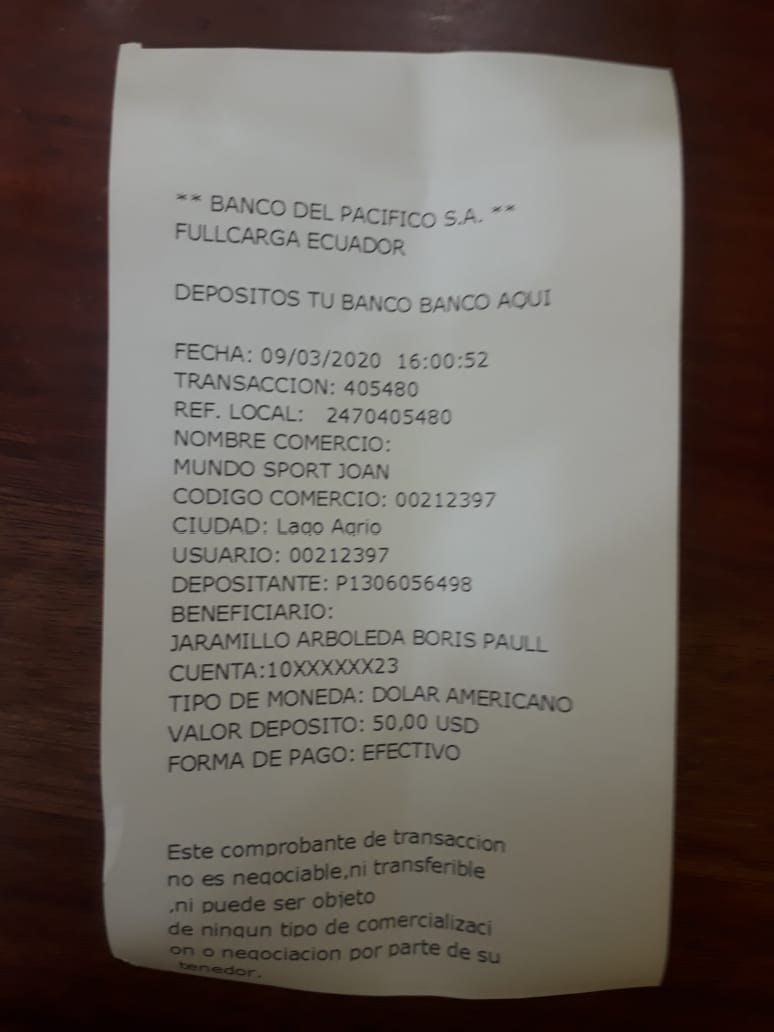 ** BANCO DEL PACIFICO S.A. **
FULLCARGA ECUADOR
DEPOSITOS TU BANCO BANCO AQUI
FECHA: 09/03/2020 16:00:52
TRANSACCION: 405480
REF. LOCAL: 2470405480
NOMBRE COMERCIO:
MUNDO SPORT JOAN
CODIGO COMERCIO: 00212397
CIUDAD: Lago Agrio
USUARIO: 00212397
DEPOSITANTE: P1306056498
BENEFICIARIO:
JARAMILLO ARBOLEDA BORIS PAULL
CUENTA:10XXXXXX23
TIPO DE MONEDA: DOLAR AMERICANO
VALOR DEPOSITO: 50,00 USD
FORMA DE PAGO: EFECTIVO
Este comprobante de transaccion
no es negociable,ni transferible
,ni puede ser objeto
de ningun tipo de comercializaci
on o negociacion por parte de su
tenedor.